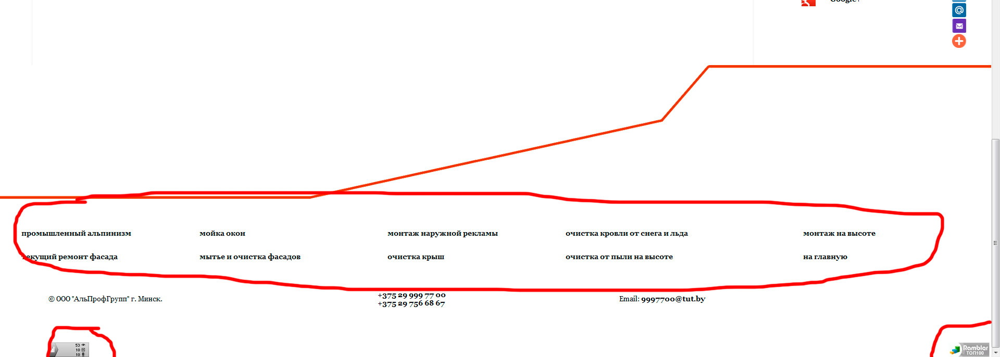 Google+
промышленный альпинизм
мойка окон
монтаж наружной рекламы
очистка кровли от снега и льда
монтаж на высоте
текущий ремонт фасада
мытье и очистка фасадов
очистка крыш
очистка от пыли на высоте
на главную
© ООО "АльПрофГрупп" г. Минск.
+375 29 999 77 00
+375 29 756 68 67
Email: 9997700@tut.by
53
10
10
Rambler
ТОП100